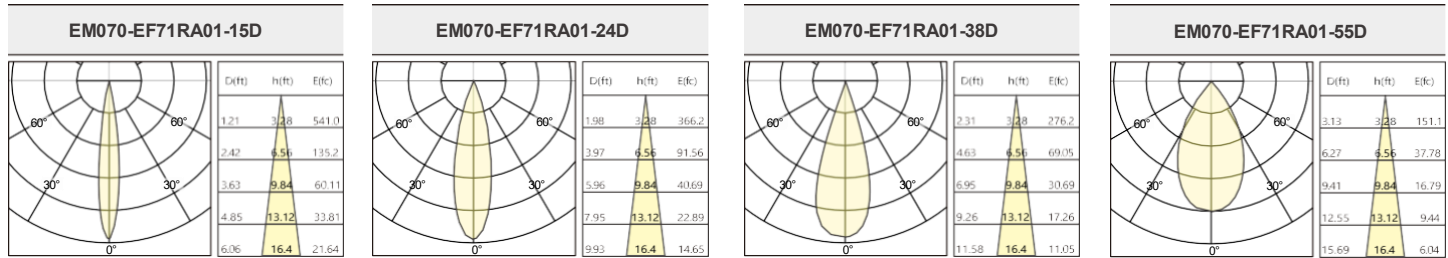 EM070-EF71RA01-15D
60°
60°
30°
30°
0°
D(ft) h(ft) E(fc)
1.21 3.28 541.0
2.42 6.56 135.2
3.63 9.84 60.11
4.85 13.12 33.81
6.06 16.4 21.64
EM070-EF71RA01-24D
60°
60°
30°
30°
0°
D(ft) h(ft) E(fc)
1.98 3.28 366.2
3.97 6.56 91.56
5.96 9.84 40.69
7.95 13.12 22.89
9.93 16.4 14.65
EM070-EF71RA01-38D
60°
60°
30°
30°
0°
D(ft) h(ft) E(fc)
2.31 3.28 276.2
4.63 6.56 69.05
6.95 9.84 30.69
9.26 13.12 17.26
11.58 16.4 11.05
EM070-EF71RA01-55D
60°
60°
30°
30°
0°
D(ft) h(ft) E(fc)
3.13 3.28 151.1
6.27 6.56 37.78
9.41 9.84 16.79
12.55 13.12 9.44
15.69 16.4 6.04